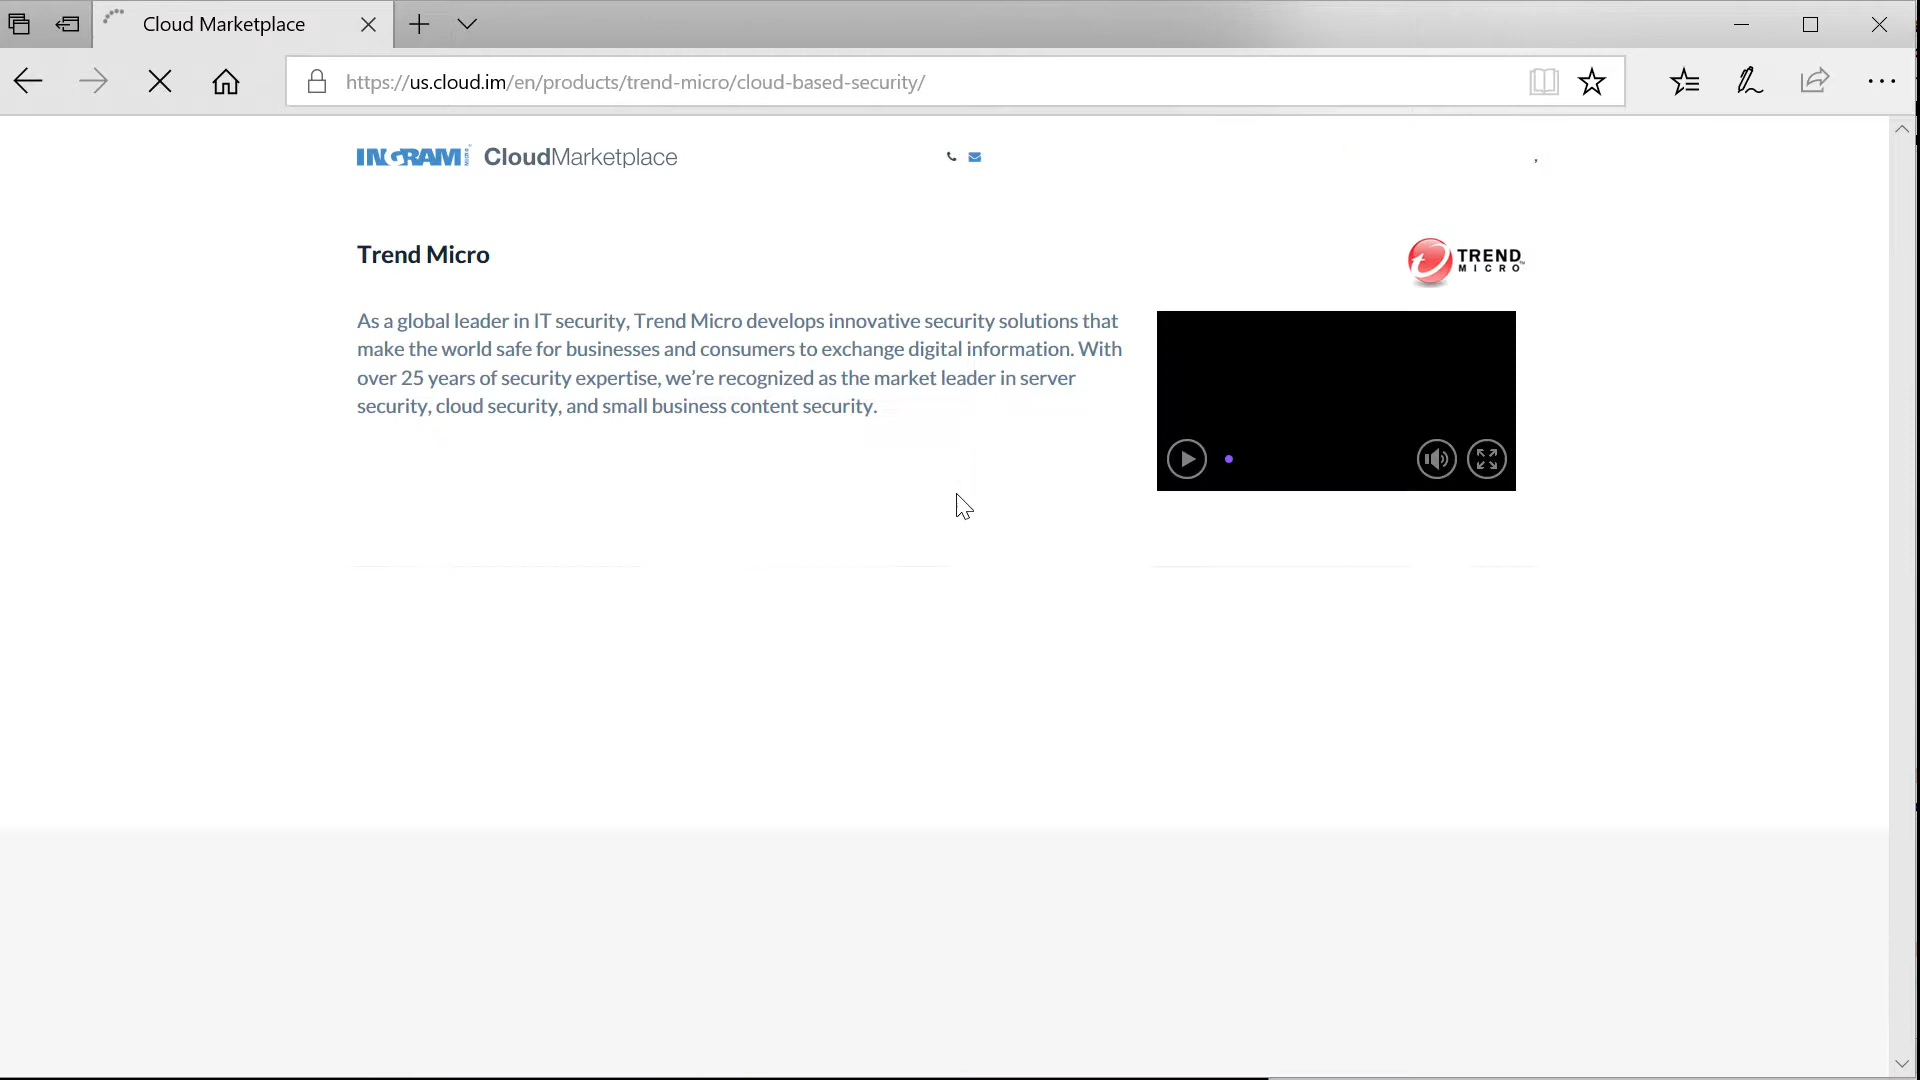 Cloud Marketplace
https://us.cloud.im/en/products/trend-micro/cloud-based-security/
INGRAM CloudMarketplace
,
Trend Micro
TREND MICRO™
As a global leader in IT security, Trend Micro develops innovative security solutions that
make the world safe for businesses and consumers to exchange digital information. With
over 25 years of security expertise, we’re recognized as the market leader in server
security, cloud security, and small business content security.